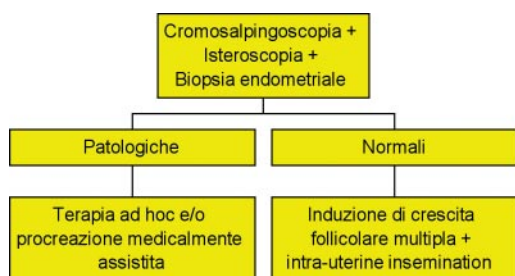 Cromosalpingoscopia +
Isteroscopia +
Biopsia endometriale
Patologiche
Normali
Terapia ad hoc e/o
procreazione medicalmente
assistita
Induzione di crescita
follicolare multipla +
intra-uterine insemination